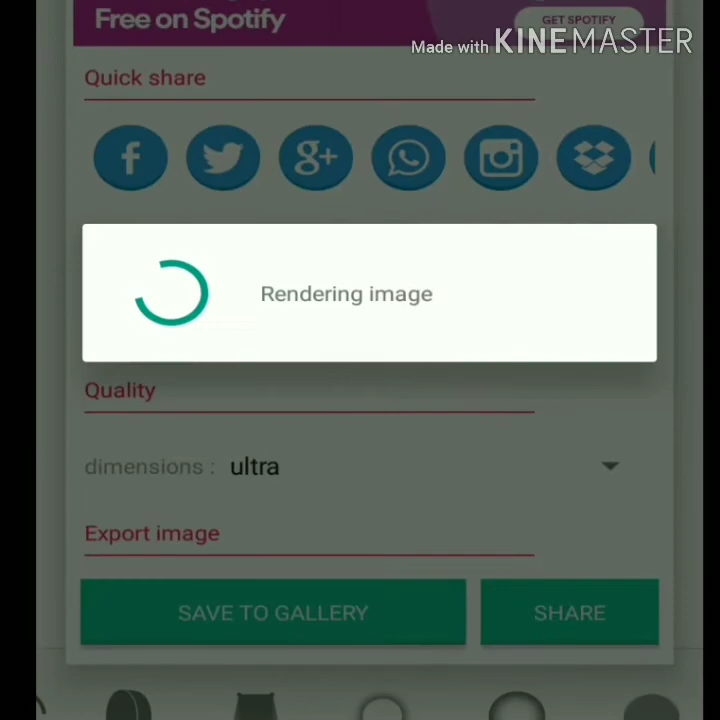 Free on Spotify
GET SPOTIFY
Made with KINEMASTER
Quick share
f g+
Rendering image
Quality
dimensions : ultra
Export image
SAVE TO GALLERY SHARE